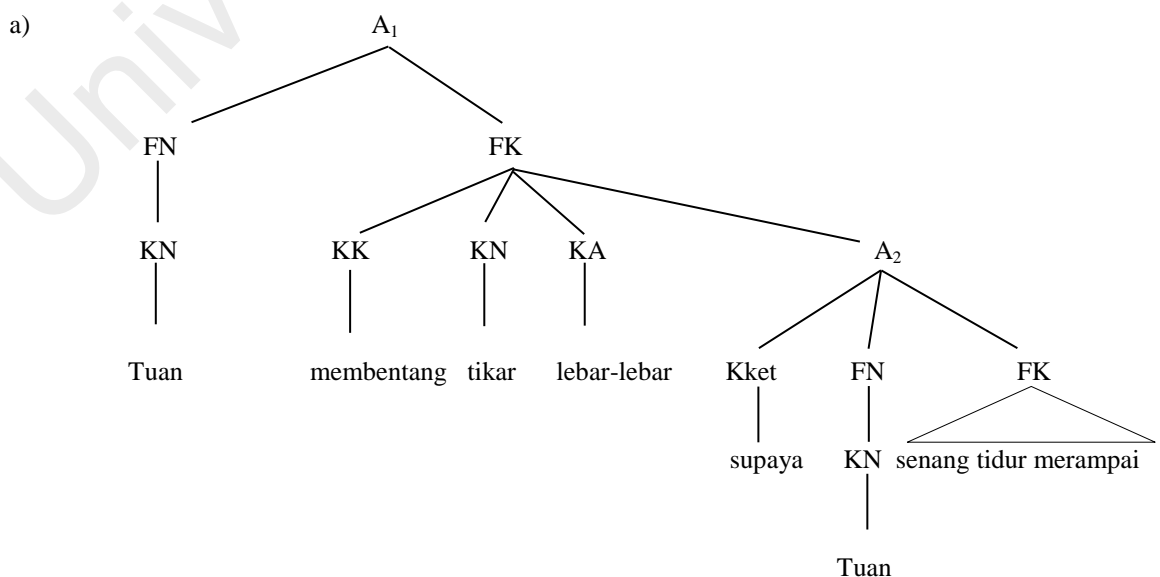 a) A₁
FN FK
KN KK KN KA A₂
Tuan membentang tikar lebar-lebar Kket FN FK
supaya KN senang tidur merampai
Tuan
Univ